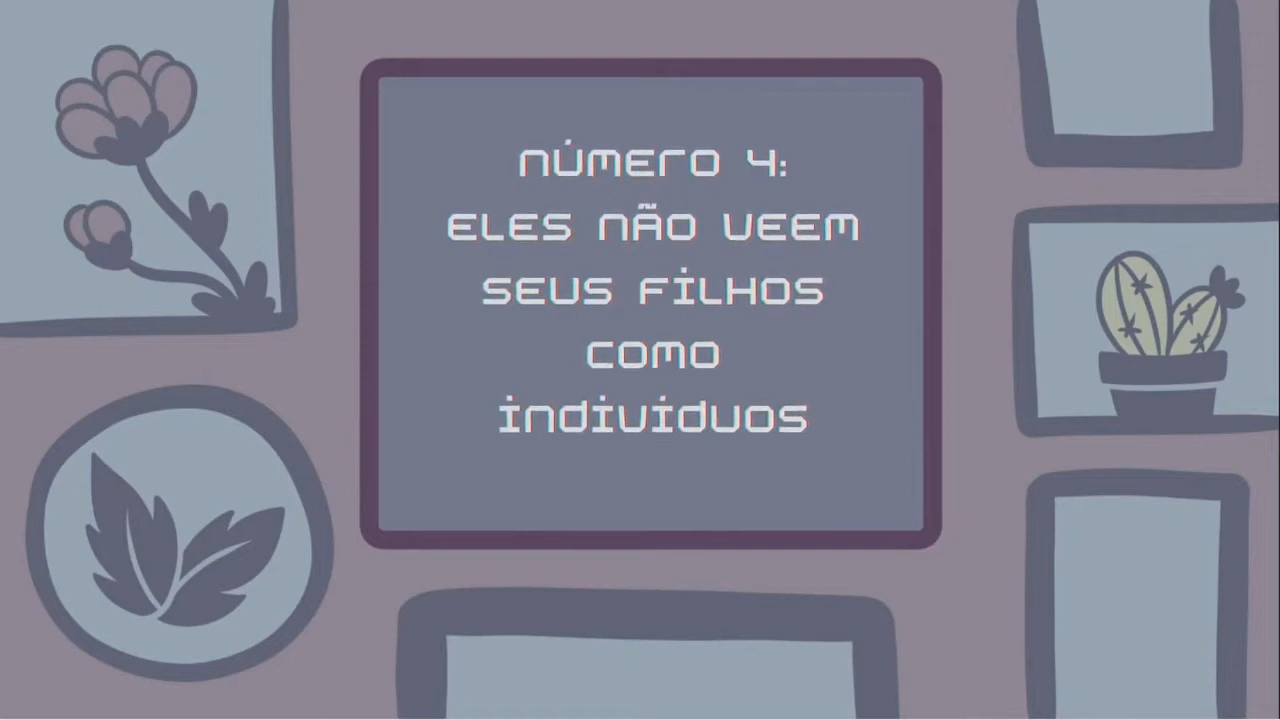 NÚMERO 4:
ELES NÃO VEEM
SEUS FILHOS
COMO
INDIVÍDUOS